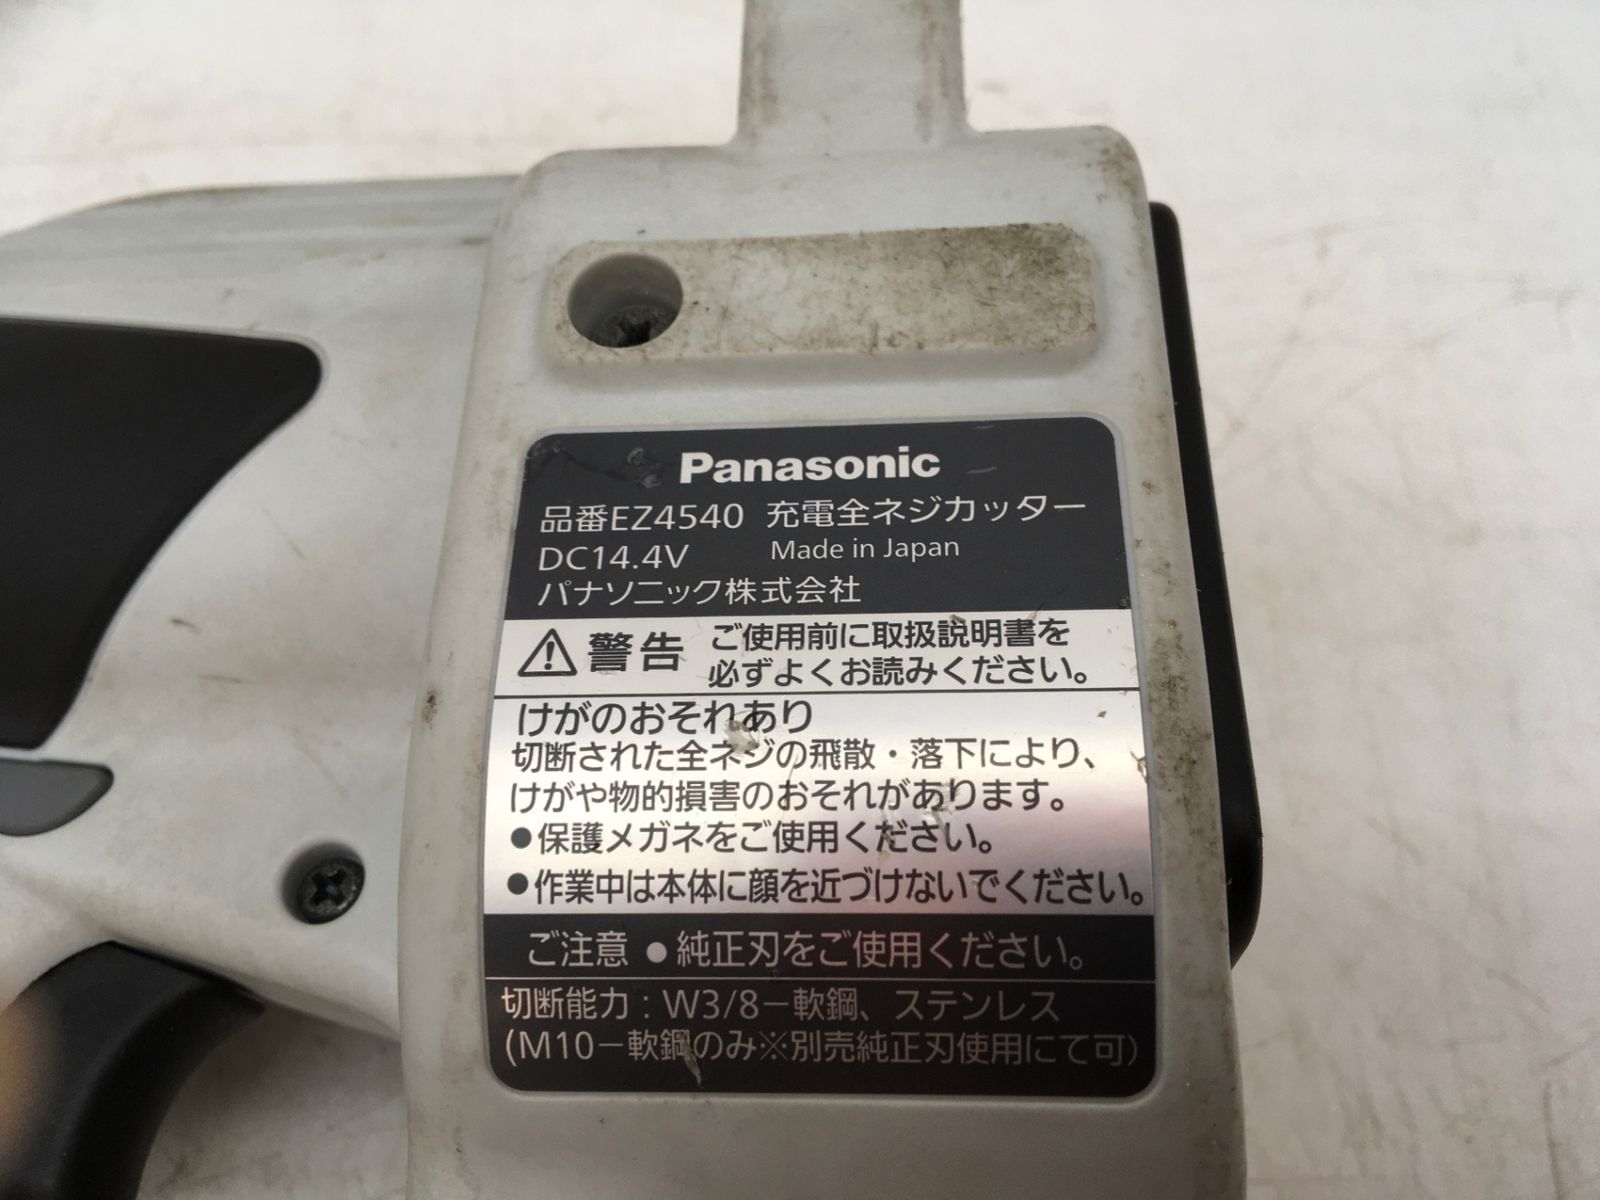 Panasonic
品番EZ4540 充電全ネジカッター
DC14.4V Made in Japan
パナソニック株式会社
警告 ご使用前に取扱説明書を
必ずよくお読みください。
けがのおそれあり
切断された全ネジの飛散・落下により、
けがや物的損害のおそれがあります。
●保護メガネをご使用ください。
●作業中は本体に顔を近づけないでください。
ご注意 ●純正刃をご使用ください。
切断能力:W3/8ー軟鋼、ステンレス
(M10ー軟鋼のみ※別売純正刃使用にて可)